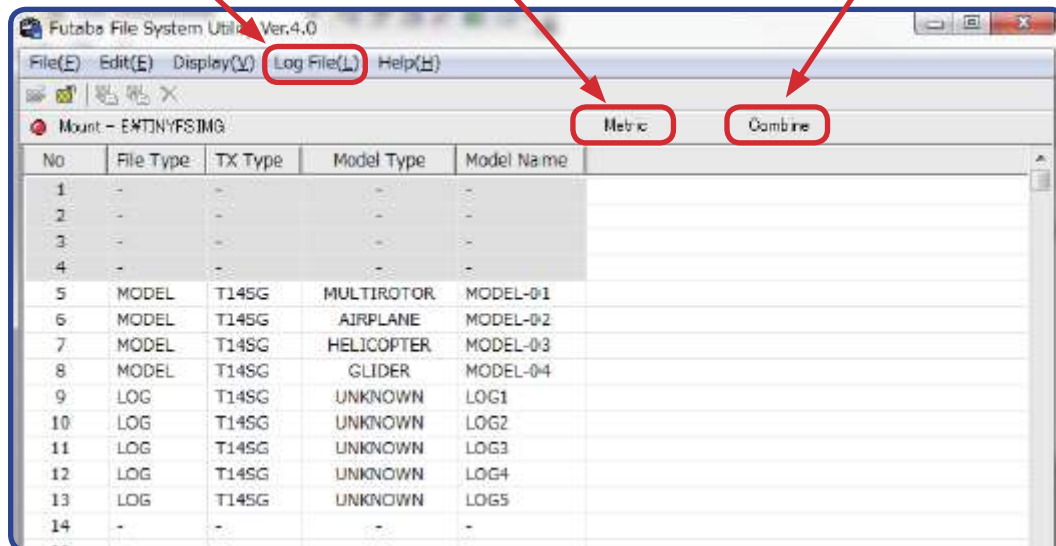 Futaba File System Utility Ver.4.0
File(F) Edit(E) Display(V) Log File(L) Help(H)
Mount - E¥TINYFSIMG Metric Combine
No File Type TX Type Model Type Model Name
1 - - - -
2 - - - -
3 - - - -
4 - - - -
5 MODEL T14SG MULTIROTOR MODEL-01
6 MODEL T14SG AIRPLANE MODEL-02
7 MODEL T14SG HELICOPTER MODEL-03
8 MODEL T14SG GLIDER MODEL-04
9 LOG T14SG UNKNOWN LOG1
10 LOG T14SG UNKNOWN LOG2
11 LOG T14SG UNKNOWN LOG3
12 LOG T14SG UNKNOWN LOG4
13 LOG T14SG UNKNOWN LOG5
14 - - - -